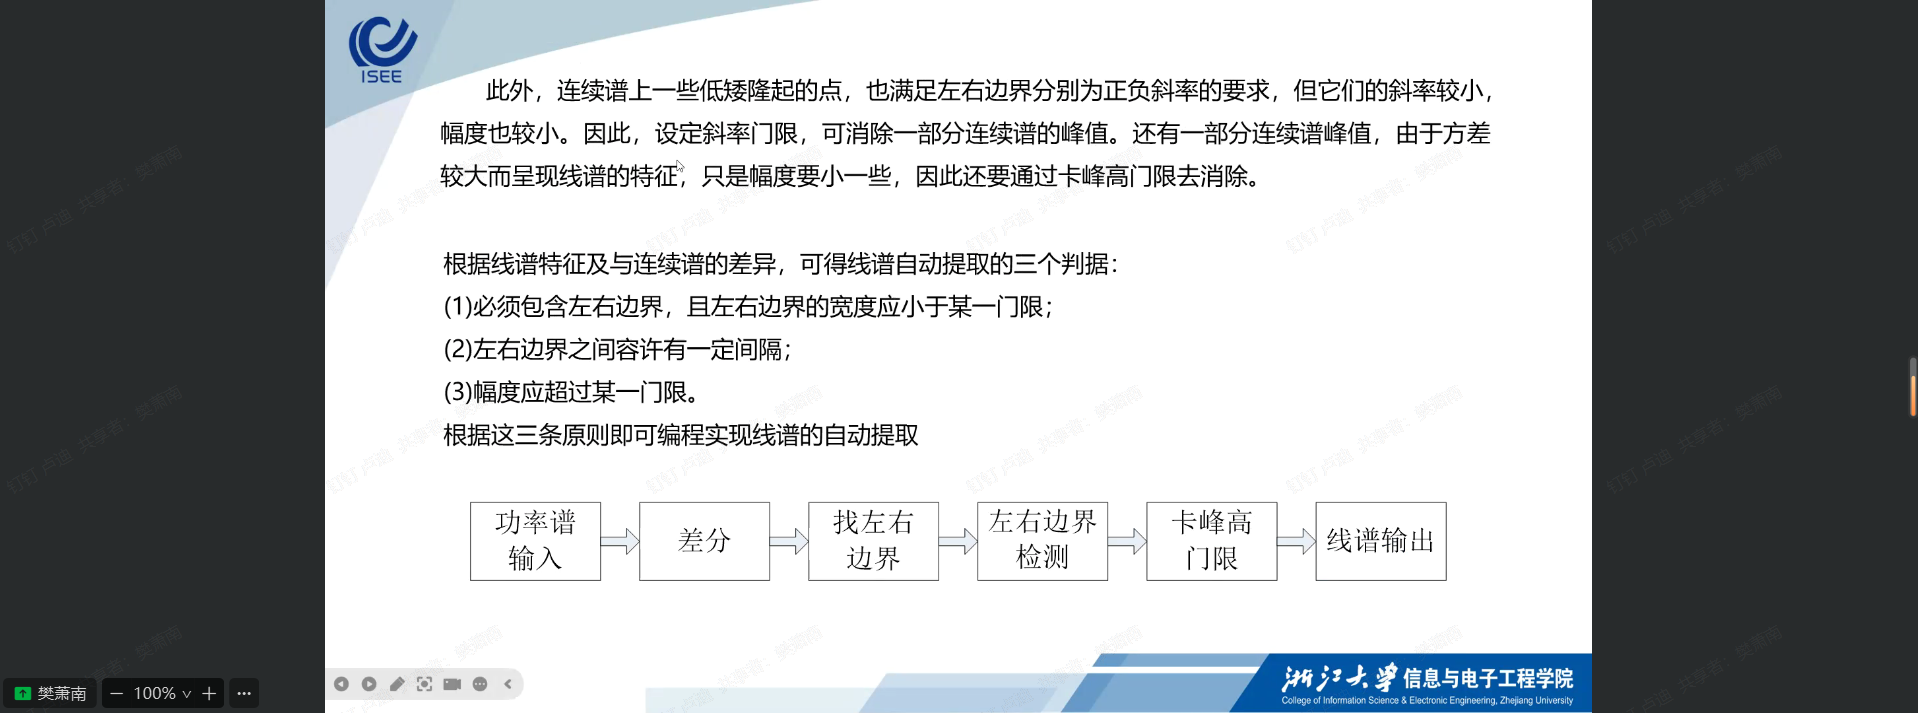 ISEE
此外，连续谱上一些低矮隆起的点，也满足左右边界分别为正负斜率的要求，但它们的斜率较小，
幅度也较小。因此，设定斜率门限，可消除一部分连续谱的峰值。还有一部分连续谱峰值，由于方差
较大而呈现线谱的特征，只是幅度要小一些，因此还要通过卡峰高门限去消除。
根据线谱特征及与连续谱的差异，可得线谱自动提取的三个判据：
(1)必须包含左右边界，且左右边界的宽度应小于某一门限；
(2)左右边界之间容许有一定间隔；
(3)幅度应超过某一门限。
根据这三条原则即可编程实现线谱的自动提取
功率谱
输入
差分
找左右
边界
左右边界
检测
卡峰高
门限
线谱输出
樊萧南
100%
浙江大学 信息与电子工程学院
College of Information Science & Electronic Engineering, Zhejiang University
钉钉 卢迪 共享者：樊萧南